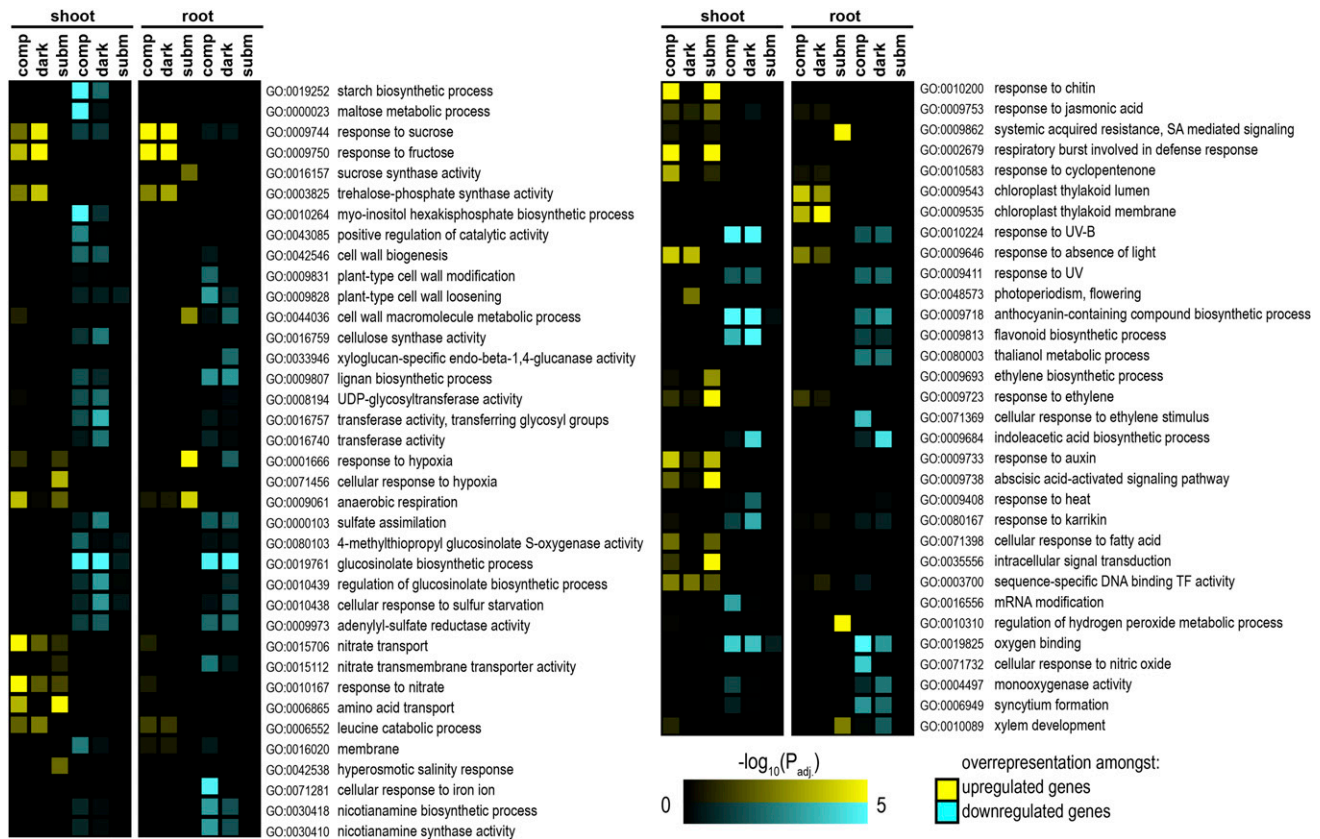 shoot root
comp dark subm comp dark subm comp dark subm comp dark subm
GO:0019252 starch biosynthetic process
GO:0000023 maltose metabolic process
GO:0009744 response to sucrose
GO:0009750 response to fructose
GO:0016157 sucrose synthase activity
GO:0003825 trehalose-phosphate synthase activity
GO:0010264 myo-inositol hexakisphosphate biosynthetic process
GO:0043085 positive regulation of catalytic activity
GO:0042546 cell wall biogenesis
GO:0009831 plant-type cell wall modification
GO:0009828 plant-type cell wall loosening
GO:0044036 cell wall macromolecule metabolic process
GO:0016759 cellulose synthase activity
GO:0033946 xyloglucan-specific endo-beta-1,4-glucanase activity
GO:0009807 lignan biosynthetic process
GO:0008194 UDP-glycosyltransferase activity
GO:0016757 transferase activity, transferring glycosyl groups
GO:0016740 transferase activity
GO:0001666 response to hypoxia
GO:0071456 cellular response to hypoxia
GO:0009061 anaerobic respiration
GO:0000103 sulfate assimilation
GO:0080103 4-methylthiopropyl glucosinolate S-oxygenase activity
GO:0019761 glucosinolate biosynthetic process
GO:0010439 regulation of glucosinolate biosynthetic process
GO:0010438 cellular response to sulfur starvation
GO:0009973 adenylyl-sulfate reductase activity
GO:0015706 nitrate transport
GO:0015112 nitrate transmembrane transporter activity
GO:0010167 response to nitrate
GO:0006865 amino acid transport
GO:0006552 leucine catabolic process
GO:0016020 membrane
GO:0042538 hyperosmotic salinity response
GO:0071281 cellular response to iron ion
GO:0030418 nicotianamine biosynthetic process
GO:0030410 nicotianamine synthase activity
shoot root
comp dark subm comp dark subm comp dark subm comp dark subm
GO:0010200 response to chitin
GO:0009753 response to jasmonic acid
GO:0009862 systemic acquired resistance, SA mediated signaling
GO:0002679 respiratory burst involved in defense response
GO:0010583 response to cyclopentenone
GO:0009543 chloroplast thylakoid lumen
GO:0009535 chloroplast thylakoid membrane
GO:0010224 response to UV-B
GO:0009646 response to absence of light
GO:0009411 response to UV
GO:0048573 photoperiodism, flowering
GO:0009718 anthocyanin-containing compound biosynthetic process
GO:0009813 flavonoid biosynthetic process
GO:0080003 thalianol metabolic process
GO:0009693 ethylene biosynthetic process
GO:0009723 response to ethylene
GO:0071369 cellular response to ethylene stimulus
GO:0009684 indoleacetic acid biosynthetic process
GO:0009733 response to auxin
GO:0009738 abscisic acid-activated signaling pathway
GO:0009408 response to heat
GO:0080167 response to karrikin
GO:0071398 cellular response to fatty acid
GO:0035556 intracellular signal transduction
GO:0003700 sequence-specific DNA binding TF activity
GO:0016556 mRNA modification
GO:0010310 regulation of hydrogen peroxide metabolic process
GO:0019825 oxygen binding
GO:0071732 cellular response to nitric oxide
GO:0004497 monooxygenase activity
GO:0006949 syncytium formation
GO:0010089 xylem development
-log10(Padj.)
0 5
overrepresentation amongst:
upregulated genes
downregulated genes